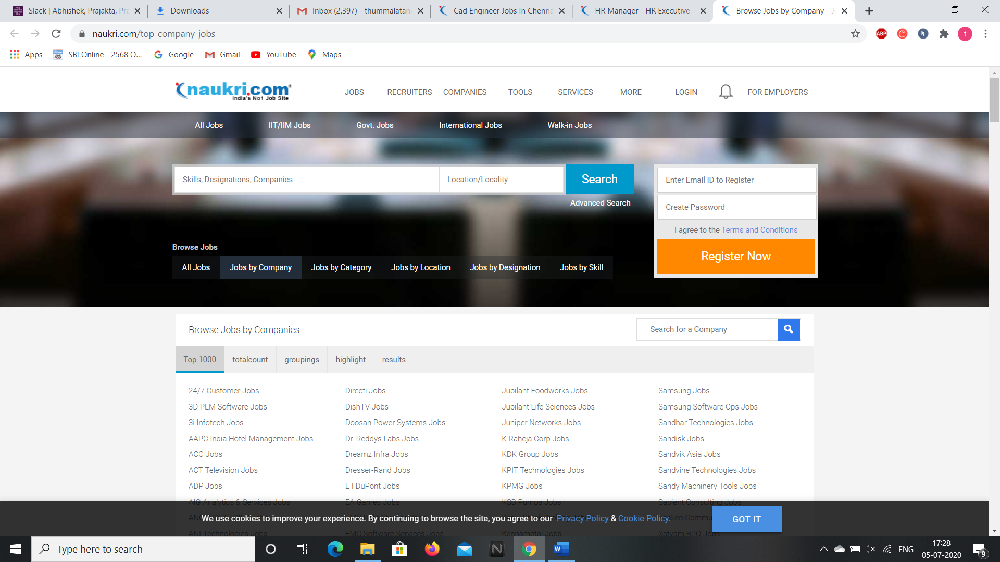 Slack | Abhishek, Prajakta, Pra
Downloads
Inbox (2,397) - thummalatani
Cad Engineer Jobs In Chenna
HR Manager - HR Executive -
Browse Jobs by Company - J
naukri.com/top-company-jobs
ABP
t
Apps
SBI Online - 2568 O...
Google
Gmail
YouTube
Maps
naukri.com
India's No1 Job Site
JOBS
RECRUITERS
COMPANIES
TOOLS
SERVICES
MORE
LOGIN
FOR EMPLOYERS
All Jobs
IIT/IIM Jobs
Govt. Jobs
International Jobs
Walk-in Jobs
Skills, Designations, Companies
Location/Locality
Search
Advanced Search
Enter Email ID to Register
Create Password
I agree to the Terms and Conditions
Register Now
Browse Jobs
All Jobs
Jobs by Company
Jobs by Category
Jobs by Location
Jobs by Designation
Jobs by Skill
Browse Jobs by Companies
Search for a Company
Top 1000
totalcount
groupings
highlight
results
24/7 Customer Jobs
Directi Jobs
Jubilant Foodworks Jobs
Samsung Jobs
3D PLM Software Jobs
DishTV Jobs
Jubilant Life Sciences Jobs
Samsung Software Ops Jobs
3i Infotech Jobs
Doosan Power Systems Jobs
Juniper Networks Jobs
Sandhar Technologies Jobs
AAPC India Hotel Management Jobs
Dr. Reddys Labs Jobs
K Raheja Corp Jobs
Sandisk Jobs
ACC Jobs
Dreamz Infra Jobs
KDK Group Jobs
Sandvik Asia Jobs
ACT Television Jobs
Dresser-Rand Jobs
KPIT Technologies Jobs
Sandvine Technologies Jobs
ADP Jobs
E I DuPont Jobs
KPMG Jobs
Sandy Machinery Tools Jobs
AIG Analytics & Services Jobs
EA Games Jobs
KSB Pumps Jobs
Sapient Consulting Jobs
We use cookies to improve your experience. By continuing to browse the site, you agree to our Privacy Policy & Cookie Policy.
GOT IT
ANI Technologies Jobs
EMC Software Services Jobs
Kennametal Jobs
Satyam BPO Jobs
Type here to search
ENG
17:28
05-07-2020
9